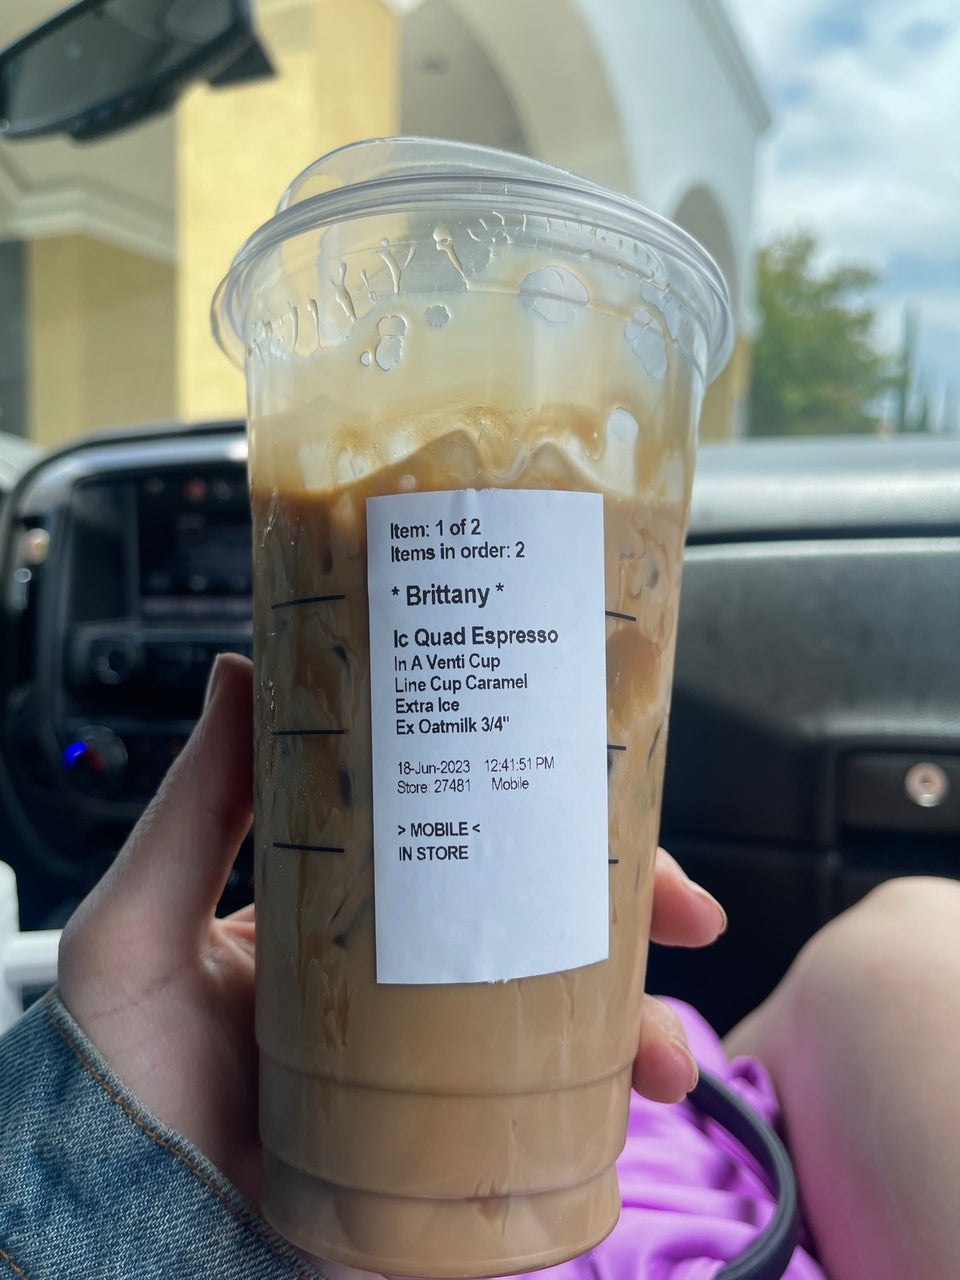 Item: 1 of 2
Items in order: 2
* Brittany *
Ic Quad Espresso
In A Venti Cup
Line Cup Caramel
Extra Ice
Ex Oatmilk 3/4"
18-Jun-2023 12:41:51 PM
Store: 27481 Mobile
> MOBILE <
IN STORE